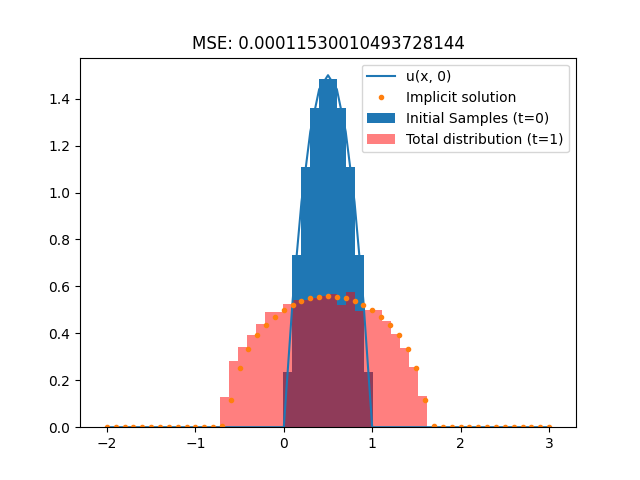 MSE: 0.00011530010493728144
u(x, 0)
Implicit solution
Initial Samples (t=0)
Total distribution (t=1)
1.4
1.2
1.0
0.8
0.6
0.4
0.2
0.0
−2
−1
0
1
2
3